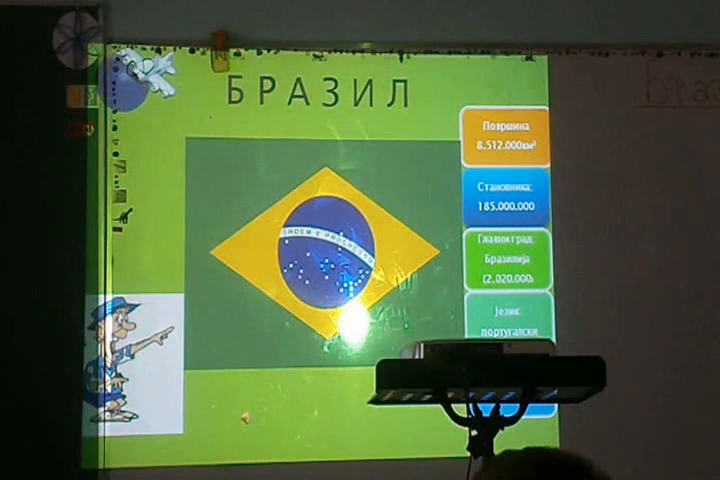 БРАЗИЛ
Браз
Површина
8.512.000км²
Становника:
185.000.000
ORDEM E PROGRESSO
Главни град:
Бразилија
(2.020.000)
Језик:
португалски